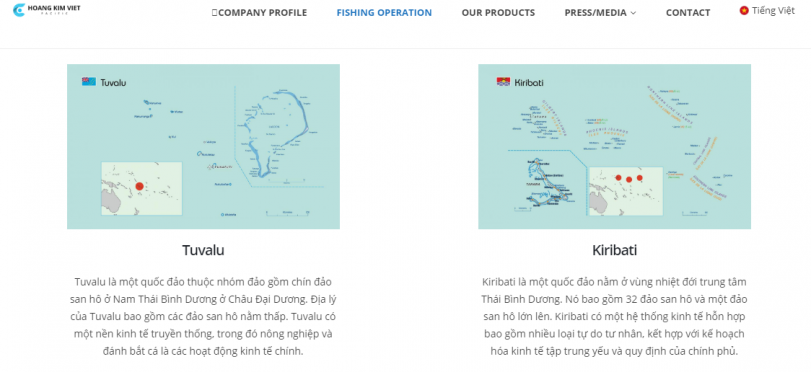 HOANG KIM VIET
PACIFIC
COMPANY PROFILE
FISHING OPERATION
OUR PRODUCTS
PRESS/MEDIA
CONTACT
Tiếng Việt
Tuvalu
Kiribati
Tuvalu
Tuvalu là một quốc đảo thuộc nhóm đảo gồm chín đảo
san hô ở Nam Thái Bình Dương ở Châu Đại Dương. Địa lý
của Tuvalu bao gồm các đảo san hô nằm thấp. Tuvalu có
một nền kinh tế truyền thống, trong đó nông nghiệp và
đánh bắt cá là các hoạt động kinh tế chính.
Kiribati
Kiribati là một quốc đảo nằm ở vùng nhiệt đới trung tâm
Thái Bình Dương. Nó bao gồm 32 đảo san hô và một đảo
san hô lớn lên. Kiribati có một hệ thống kinh tế hỗn hợp
bao gồm nhiều loại tự do tư nhân, kết hợp với kế hoạch
hóa kinh tế tập trung yếu và quy định của chính phủ.